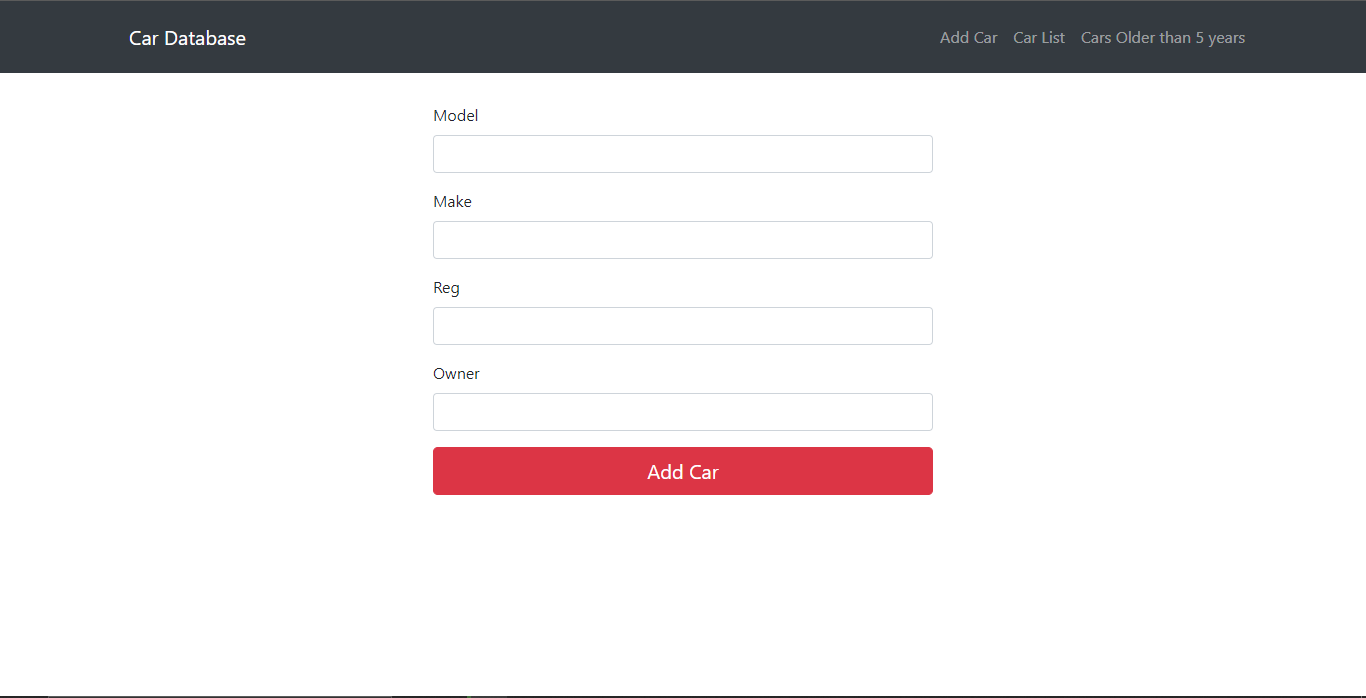 Car Database
Add Car Car List Cars Older than 5 years
Model
Make
Reg
Owner
Add Car